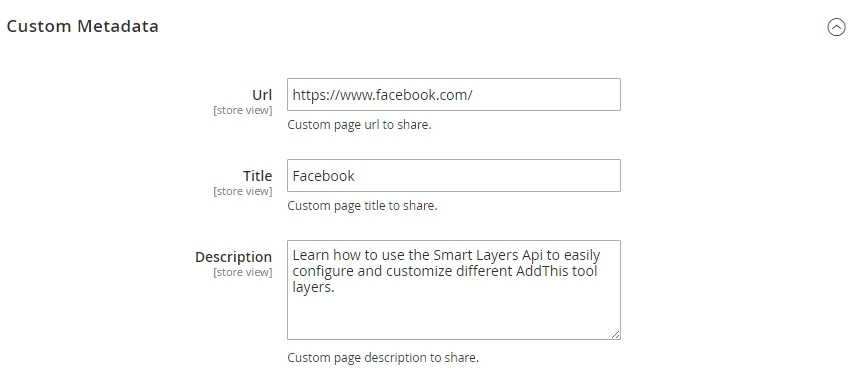 Custom Metadata
Url
[store view]
https://www.facebook.com/
Custom page url to share.
Title
[store view]
Facebook
Custom page title to share.
Description
[store view]
Learn how to use the Smart Layers Api to easily
configure and customize different AddThis tool
layers.
Custom page description to share.